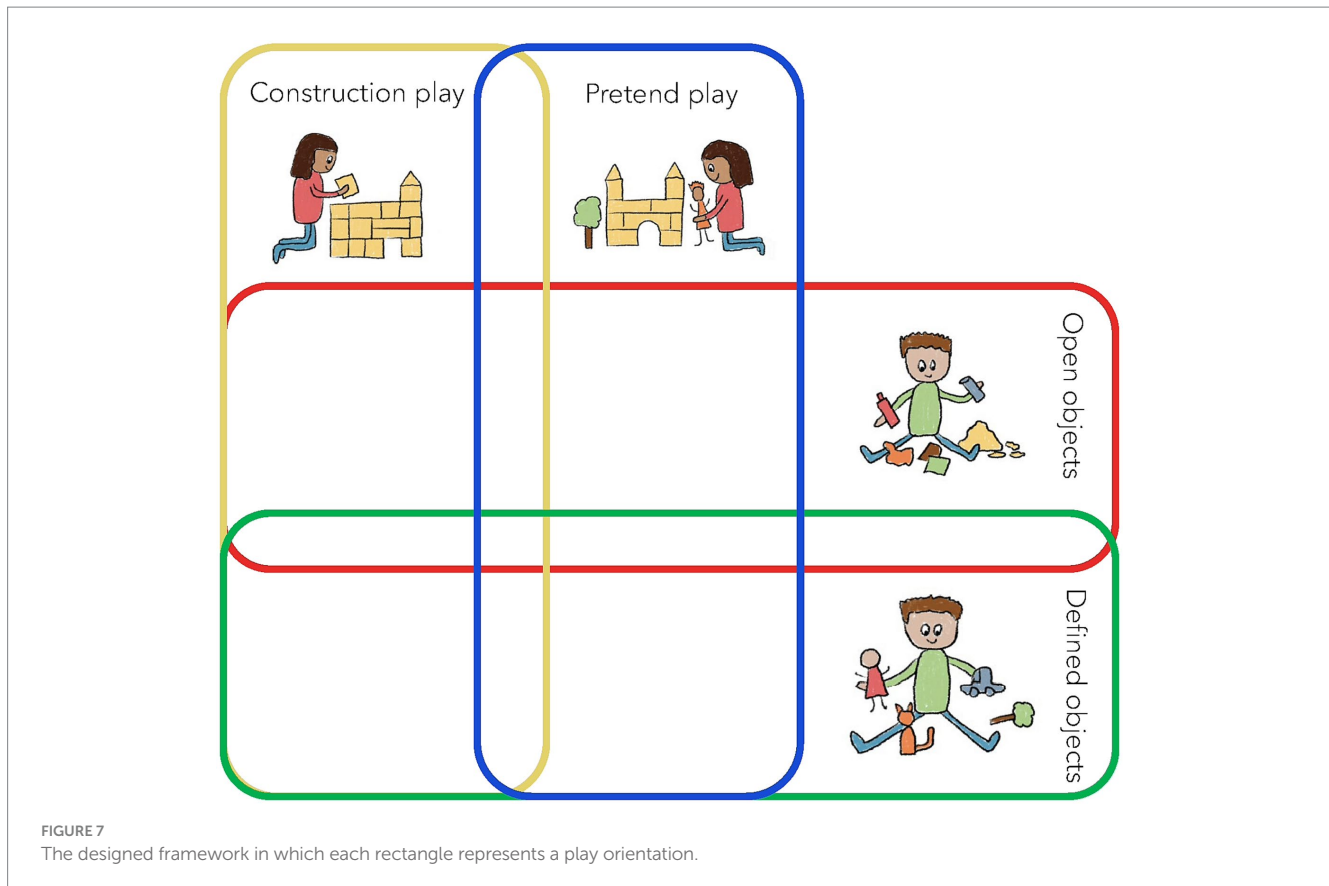 Construction play
Pretend play
Open objects
Defined objects
FIGURE 7
The designed framework in which each rectangle represents a play orientation.